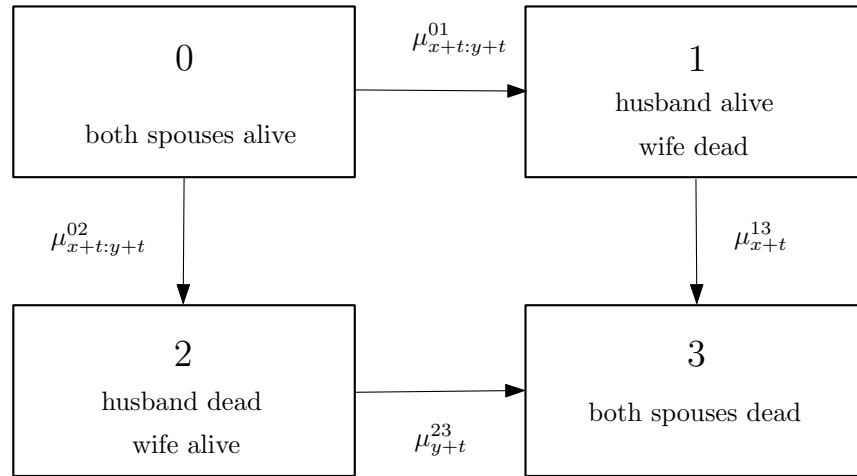 0
both spouses alive
μ^{01}_{x+t:y+t}
1
husband alive
wife dead
μ^{02}_{x+t:y+t}
μ^{13}_{x+t}
2
husband dead
wife alive
μ^{23}_{y+t}
3
both spouses dead